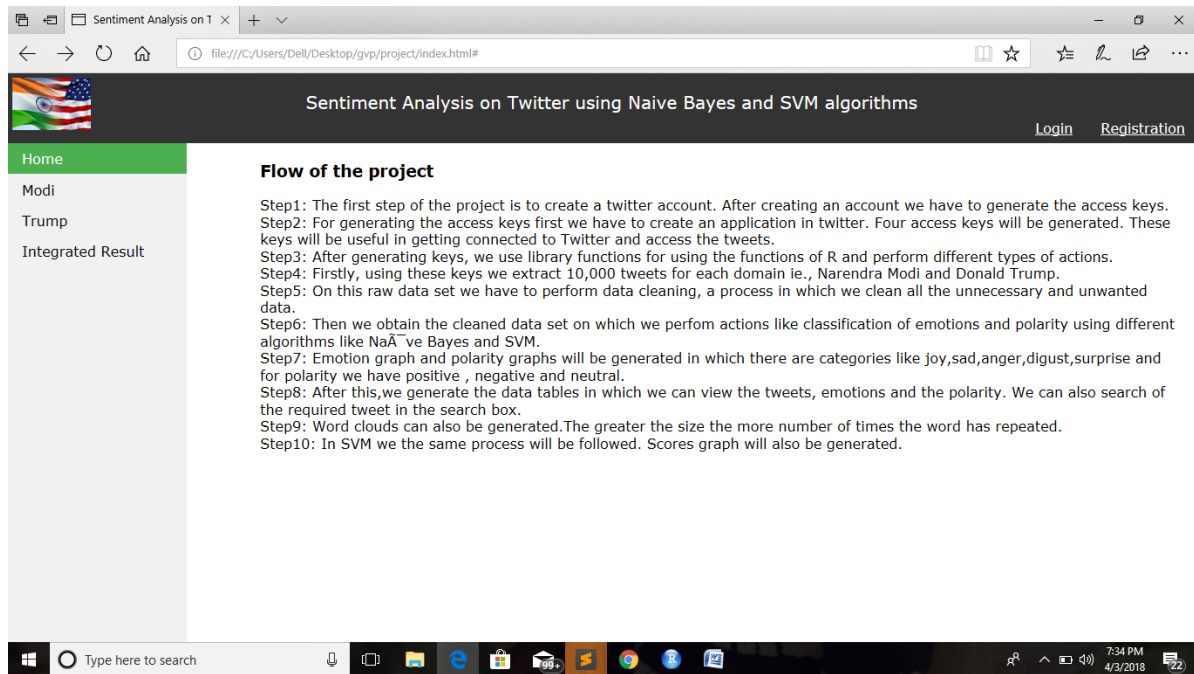 Sentiment Analysis on T
file:///C:/Users/Dell/Desktop/gvp/project/index.html#
Sentiment Analysis on Twitter using Naive Bayes and SVM algorithms
Login Registration
Home
Modi
Trump
Integrated Result
Flow of the project
Step1: The first step of the project is to create a twitter account. After creating an account we have to generate the access keys.
Step2: For generating the access keys first we have to create an application in twitter. Four access keys will be generated. These
keys will be useful in getting connected to Twitter and access the tweets.
Step3: After generating keys, we use library functions for using the functions of R and perform different types of actions.
Step4: Firstly, using these keys we extract 10,000 tweets for each domain ie., Narendra Modi and Donald Trump.
Step5: On this raw data set we have to perform data cleaning, a process in which we clean all the unnecessary and unwanted
data.
Step6: Then we obtain the cleaned data set on which we perfom actions like classification of emotions and polarity using different
algorithms like NaÃ¯ve Bayes and SVM.
Step7: Emotion graph and polarity graphs will be generated in which there are categories like joy,sad,anger,digust,surprise and
for polarity we have positive , negative and neutral.
Step8: After this,we generate the data tables in which we can view the tweets, emotions and the polarity. We can also search of
the required tweet in the search box.
Step9: Word clouds can also be generated.The greater the size the more number of times the word has repeated.
Step10: In SVM we the same process will be followed. Scores graph will also be generated.
Type here to search
99+
R
7:34 PM
4/3/2018
22